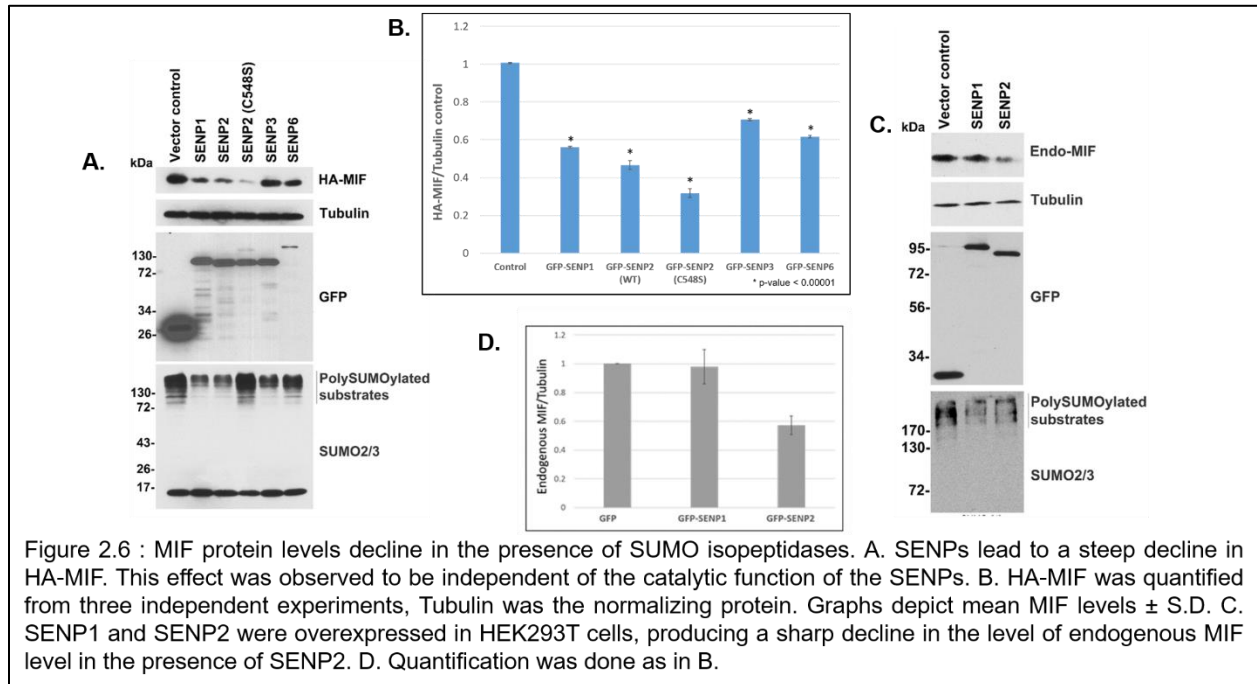 A.
Vector control
SENP1
SENP2
SENP2 (C548S)
SENP3
SENP6
kDa
HA-MIF
Tubulin
130-
72-
34-
26-
GFP
130-
72-
43-
26-
17-
PolySUMOylated
substrates
SUMO2/3
B.
HA-MIF/Tubulin control
1.2
1
0.8
0.6
0.4
0.2
0
*
*
*
*
*
Control
GFP-SENP1
GFP-SENP2
(WT)
GFP-SENP2
(C548S)
GFP-SENP3
GFP-SENP6
* p-value < 0.00001
C.
Vector control
SENP1
SENP2
kDa
Endo-MIF
Tubulin
95-
72-
56-
34-
GFP
170-
130-
72-
PolySUMOylated
substrates
SUMO2/3
D.
Endogenous MIF/Tubulin
1.2
1
0.8
0.6
0.4
0.2
0
GFP
GFP-SENP1
GFP-SENP2
Figure 2.6 : MIF protein levels decline in the presence of SUMO isopeptidases. A. SENPs lead to a steep decline in
HA-MIF. This effect was observed to be independent of the catalytic function of the SENPs. B. HA-MIF was quantified
from three independent experiments, Tubulin was the normalizing protein. Graphs depict mean MIF levels ± S.D. C.
SENP1 and SENP2 were overexpressed in HEK293T cells, producing a sharp decline in the level of endogenous MIF
level in the presence of SENP2. D. Quantification was done as in B.